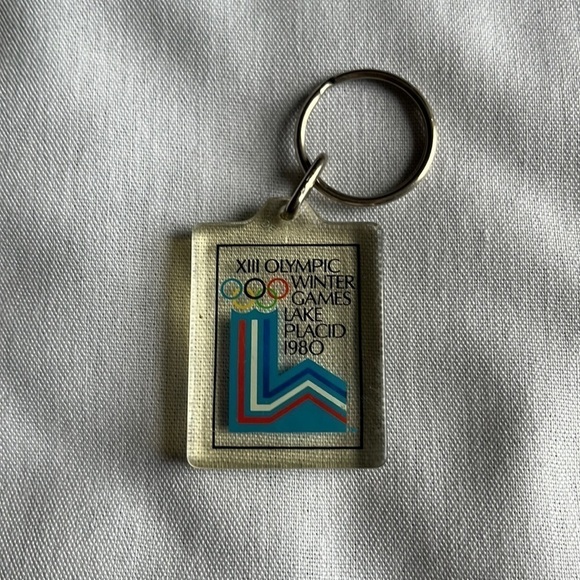 XIII OLYMPIC
WINTER
GAMES
LAKE
PLACID
1980